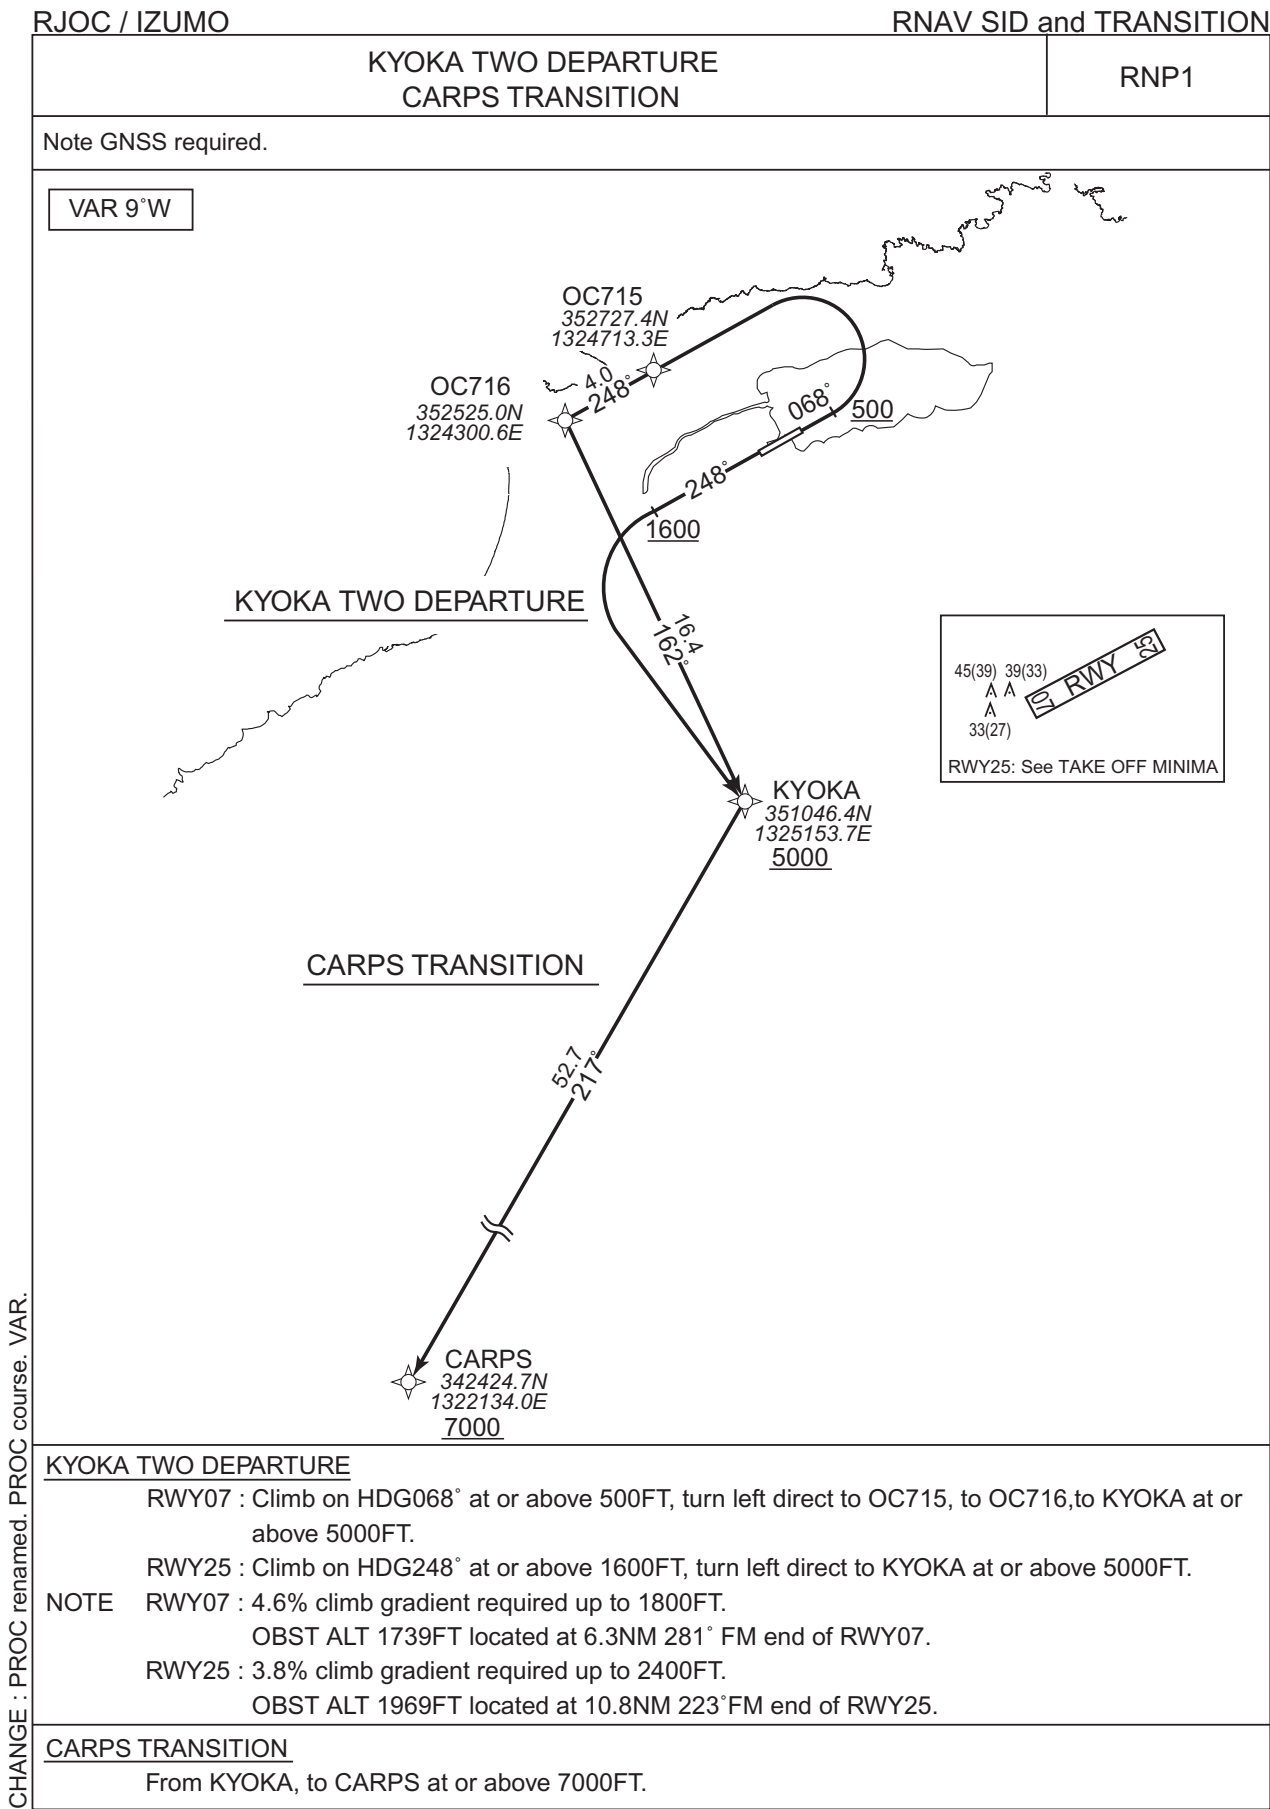 RJOC / IZUMO
RNAV SID and TRANSITION
KYOKA TWO DEPARTURE
CARPS TRANSITION
RNP1
Note GNSS required.
VAR 9˚W
OC715
352727.4N
1324713.3E
4.0
248˚
OC716
352525.0N
1324300.6E
068˚
500
248˚
1600
KYOKA TWO DEPARTURE
16.4
162˚
45(39)
39(33)
33(27)
07 RWY 25
RWY25: See TAKE OFF MINIMA
KYOKA
351046.4N
1325153.7E
5000
CARPS TRANSITION
52.7
217˚
CARPS
342424.7N
1322134.0E
7000
KYOKA TWO DEPARTURE
RWY07 : Climb on HDG068˚ at or above 500FT, turn left direct to OC715, to OC716,to KYOKA at or
above 5000FT.
RWY25 : Climb on HDG248˚ at or above 1600FT, turn left direct to KYOKA at or above 5000FT.
NOTE RWY07 : 4.6% climb gradient required up to 1800FT.
OBST ALT 1739FT located at 6.3NM 281˚ FM end of RWY07.
RWY25 : 3.8% climb gradient required up to 2400FT.
OBST ALT 1969FT located at 10.8NM 223˚FM end of RWY25.
CARPS TRANSITION
From KYOKA, to CARPS at or above 7000FT.
CHANGE : PROC renamed. PROC course. VAR.